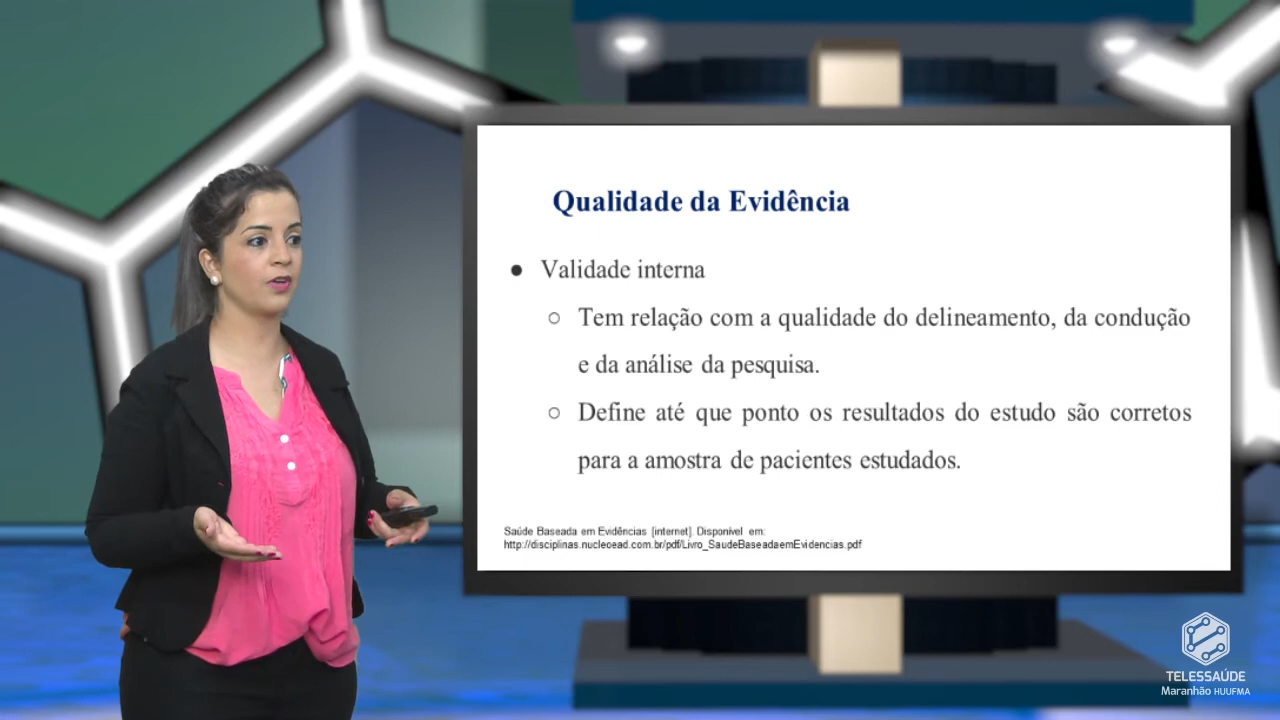 Qualidade da Evidência
● Validade interna
○ Tem relação com a qualidade do delineamento, da condução
e da análise da pesquisa.
○ Define até que ponto os resultados do estudo são corretos
para a amostra de pacientes estudados.
Saúde Baseada em Evidências [internet]. Disponível em:
http://disciplinas.nucleoead.com.br/pdf/Livro_SaudeBaseadaemEvidencias.pdf
TELESSAÚDE
Maranhão HUUFMA